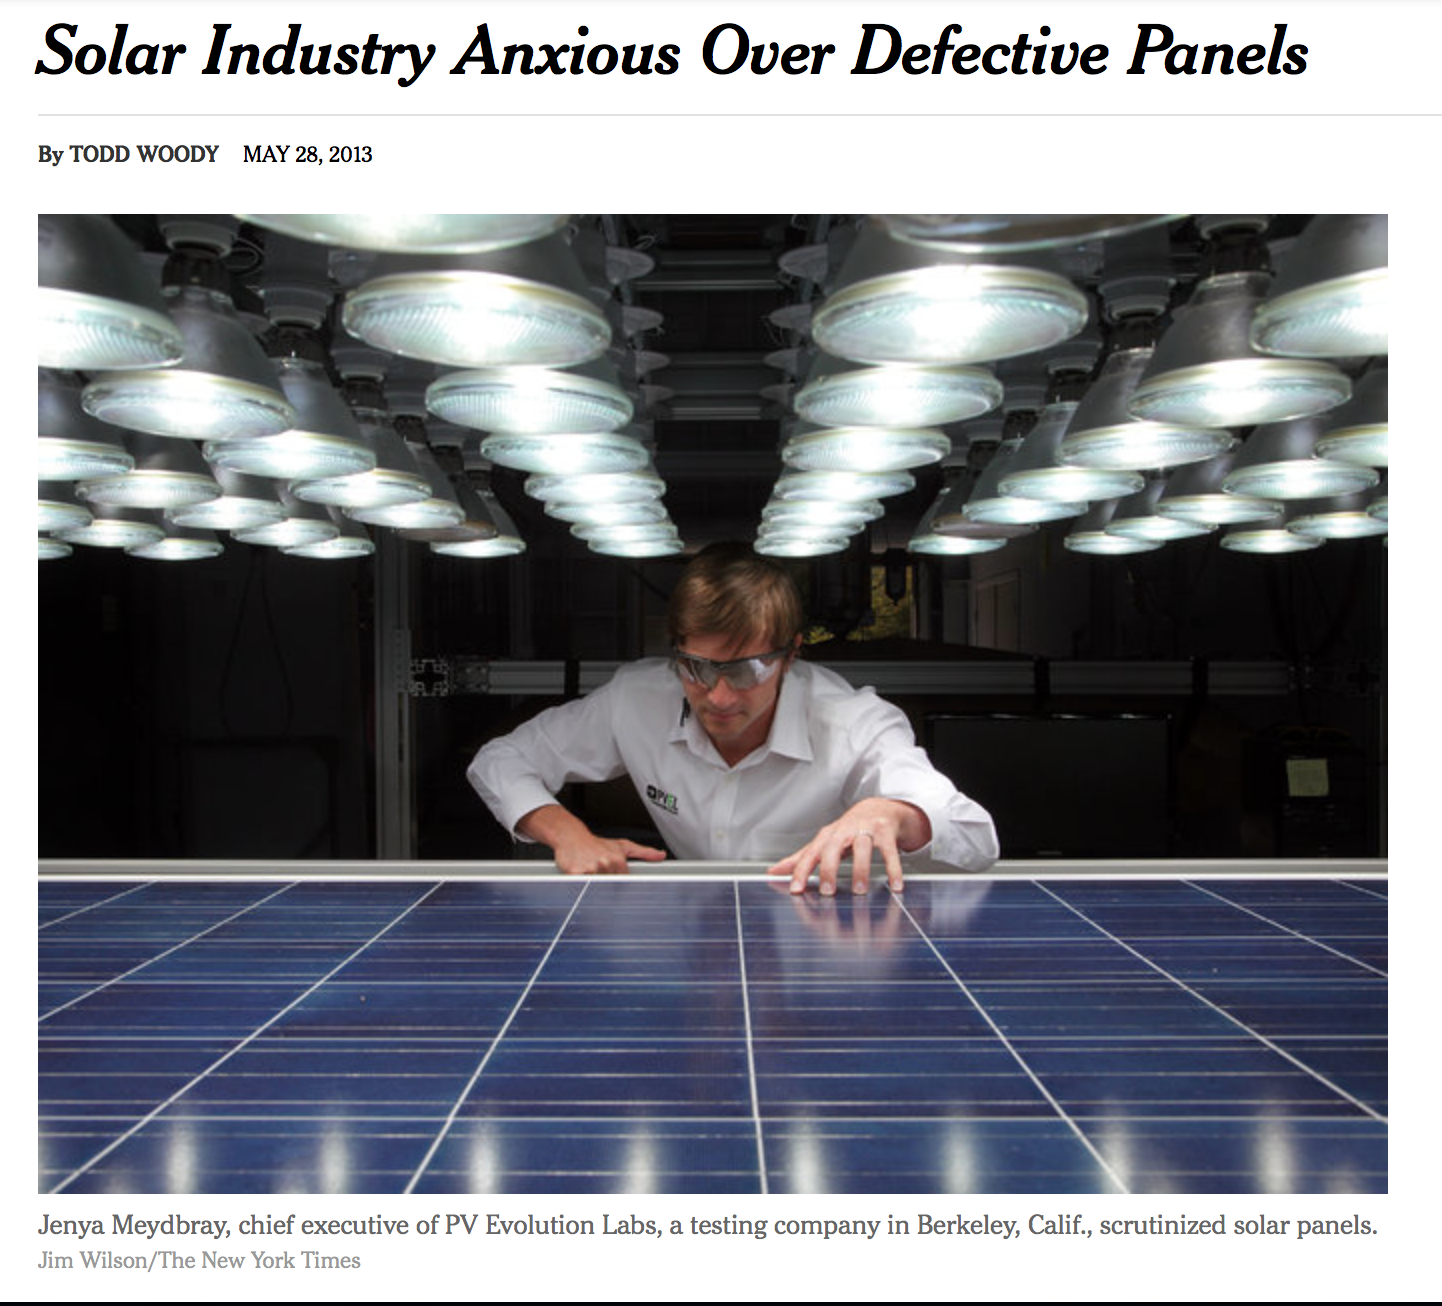 Solar Industry Anxious Over Defective Panels
By TODD WOODY MAY 28, 2013
PVEL
Jenya Meydbray, chief executive of PV Evolution Labs, a testing company in Berkeley, Calif., scrutinized solar panels.
Jim Wilson/The New York Times